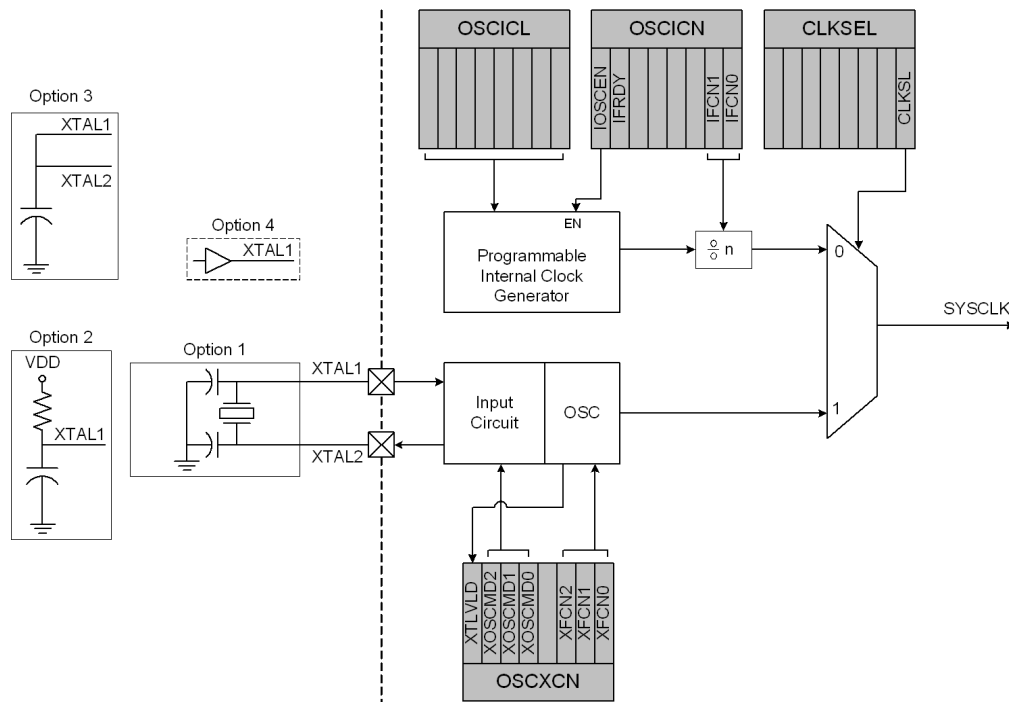 OSCICL
OSCICN
CLKSEL
IOSCEN
IFRDY
IFCN1
IFCN0
CLKSL
Option 3
XTAL1
XTAL2
Option 4
XTAL1
EN
Programmable
Internal Clock
Generator
÷ n
0
SYSCLK
Option 2
VDD
XTAL1
Option 1
XTAL1
XTAL2
Input
Circuit
OSC
1
XTLVLD
XOSCMD2
XOSCMD1
XOSCMD0
XFCN2
XFCN1
XFCN0
OSCXCN